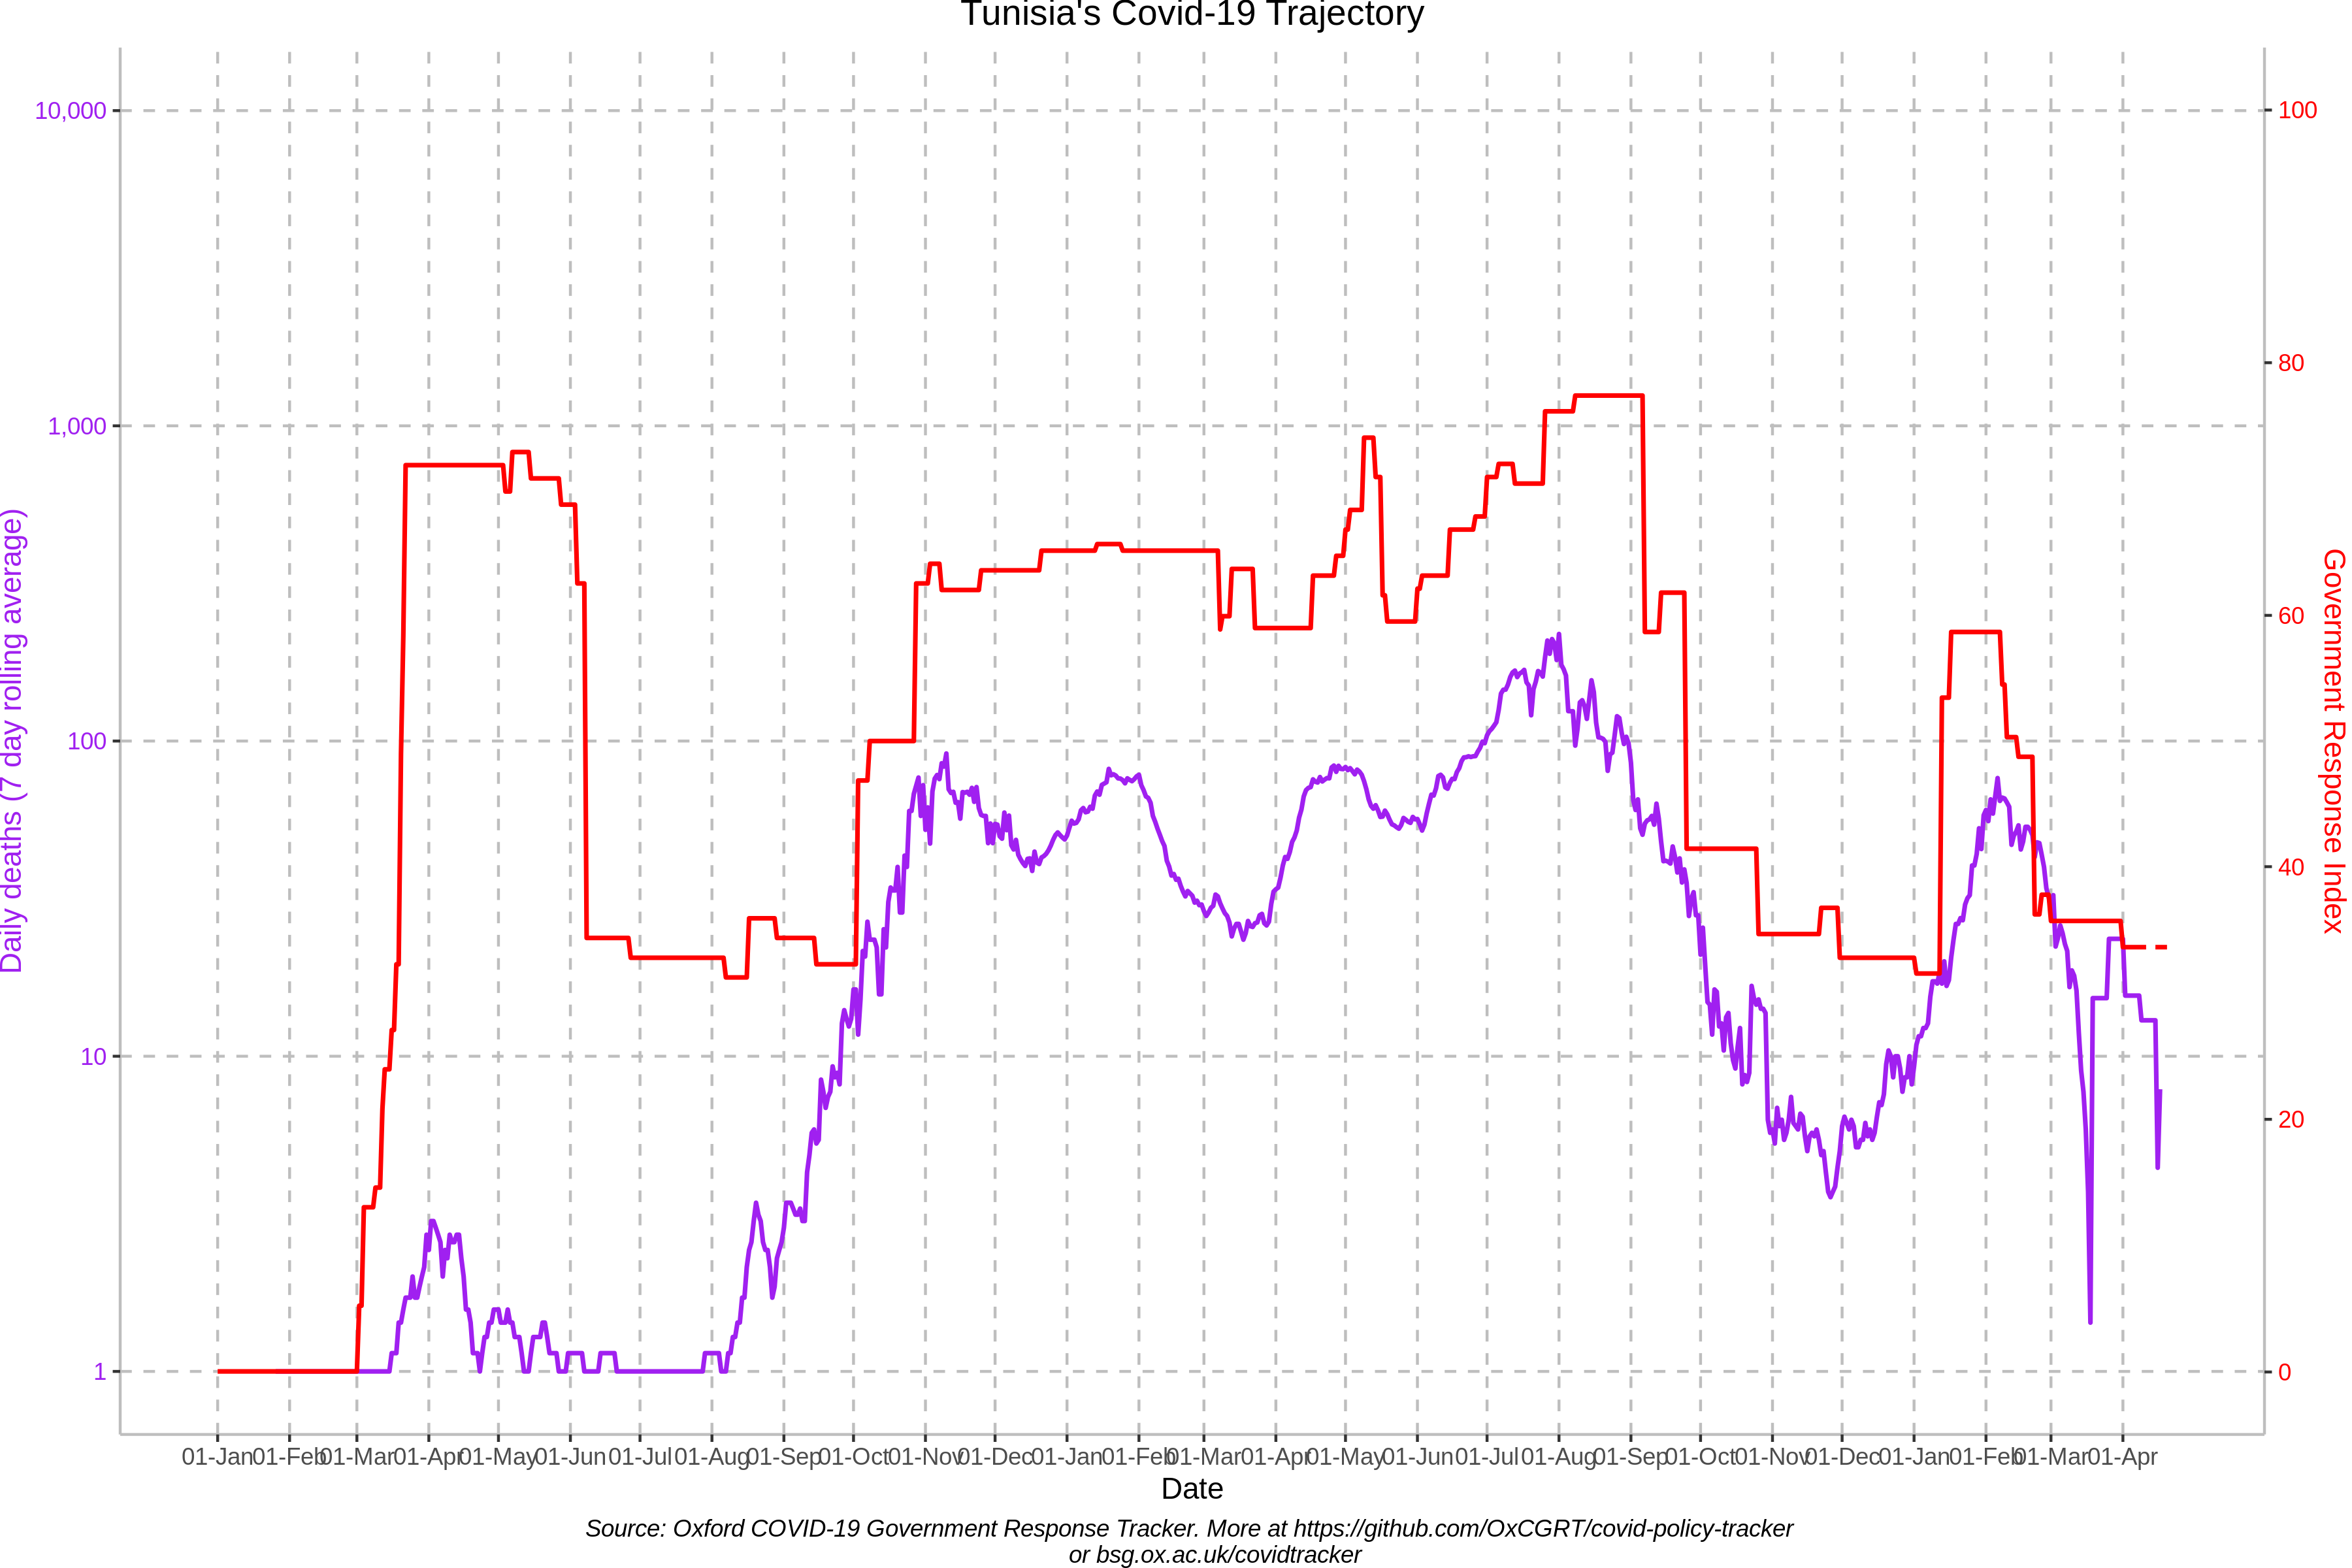 Tunisia's Covid-19 Trajectory
10,000
1,000
100
10
1
Daily deaths (7 day rolling average)
100
80
60
40
20
0
Government Response Index
01-Jan 01-Feb 01-Mar 01-Apr 01-May 01-Jun 01-Jul 01-Aug 01-Sep 01-Oct 01-Nov 01-Dec 01-Jan 01-Feb 01-Mar 01-Apr 01-May 01-Jun 01-Jul 01-Aug 01-Sep 01-Oct 01-Nov 01-Dec 01-Jan 01-Feb 01-Mar 01-Apr
Date
Source: Oxford COVID-19 Government Response Tracker. More at https://github.com/OxCGRT/covid-policy-tracker
or bsg.ox.ac.uk/covidtracker